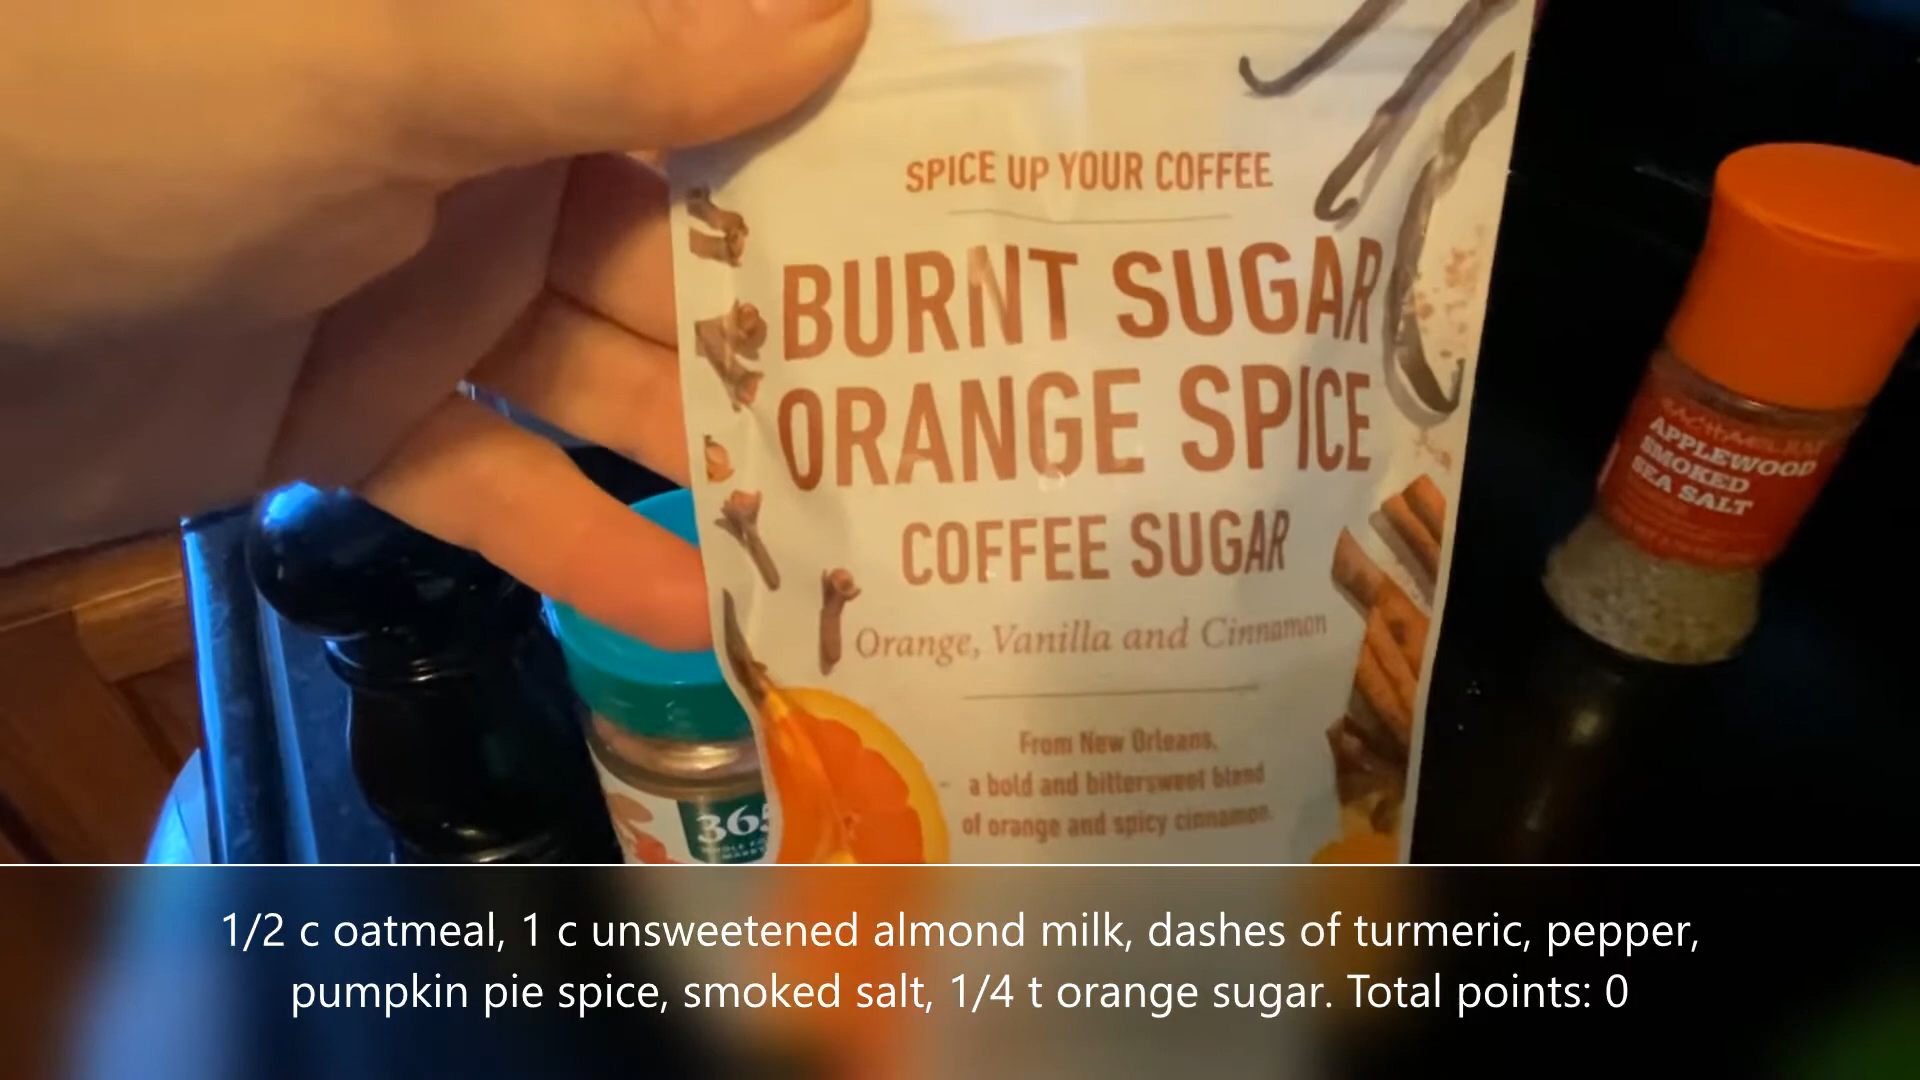 SPICE UP YOUR COFFEE
BURNT SUGAR
ORANGE SPICE
COFFEE SUGAR
Orange, Vanilla and Cinnamon
From New Orleans,
a bold and bittersweet blend
of orange and spicy cinnamon.
APPLEWOOD
SMOKED
SEA SALT
365
1/2 c oatmeal, 1 c unsweetened almond milk, dashes of turmeric, pepper,
pumpkin pie spice, smoked salt, 1/4 t orange sugar. Total points: 0